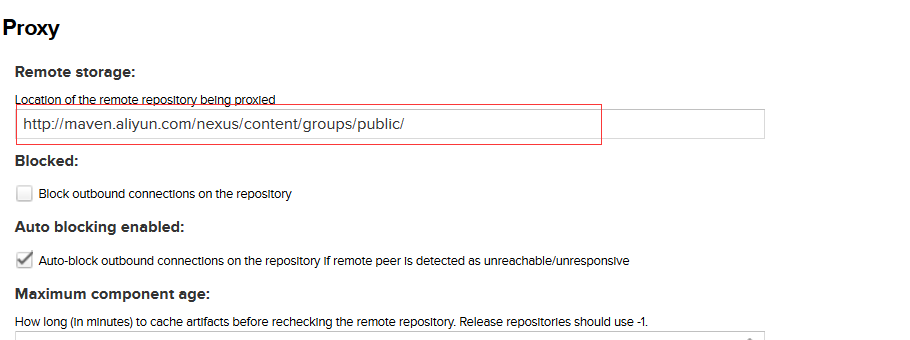 Proxy
Remote storage:
Location of the remote repository being proxied
http://maven.aliyun.com/nexus/content/groups/public/
Blocked:
Block outbound connections on the repository
Auto blocking enabled:
Auto-block outbound connections on the repository if remote peer is detected as unreachable/unresponsive
Maximum component age:
How long (in minutes) to cache artifacts before rechecking the remote repository. Release repositories should use -1.